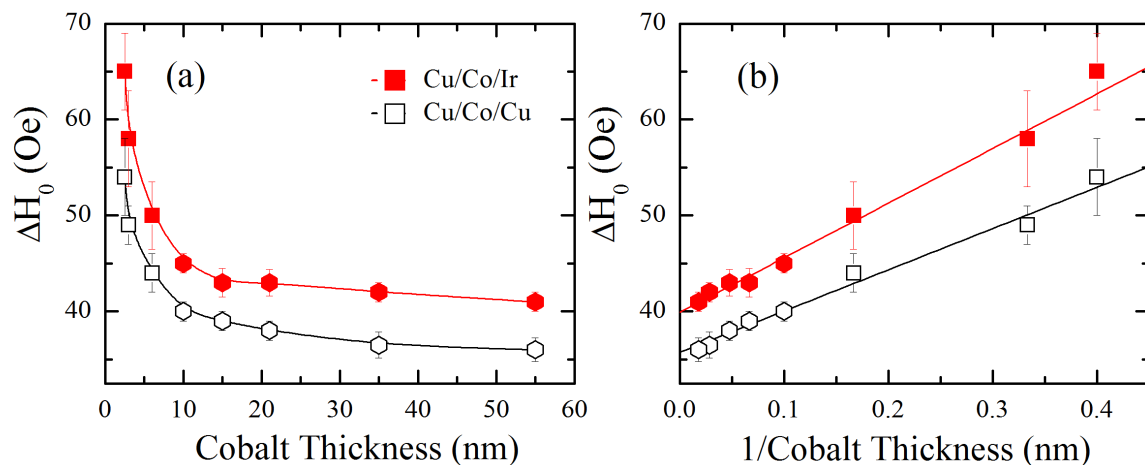 70
60
50
40
ΔH₀ (Oe)
(a)
Cu/Co/Ir
Cu/Co/Cu
0 10 20 30 40 50 60
Cobalt Thickness (nm)
70
60
50
40
ΔH₀ (Oe)
(b)
0.0 0.1 0.2 0.3 0.4
1/Cobalt Thickness (nm)